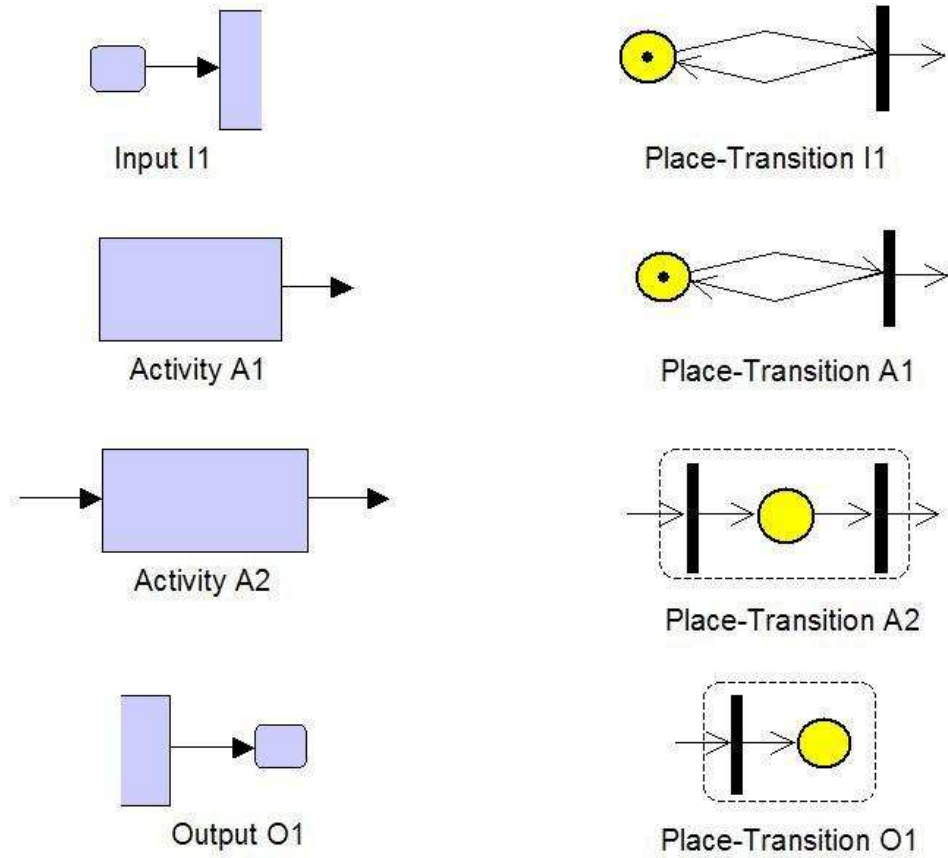 Input I1
Place-Transition I1
Activity A1
Place-Transition A1
Activity A2
Place-Transition A2
Output O1
Place-Transition O1